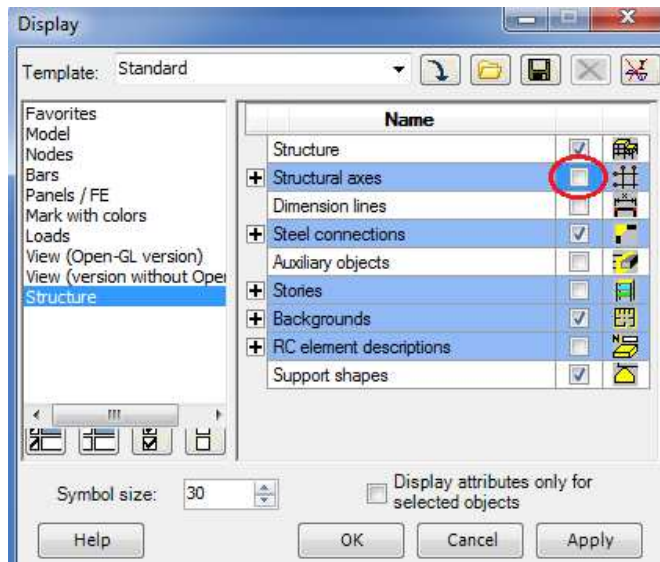 Display
Template: Standard
Favorites
Model
Nodes
Bars
Panels / FE
Mark with colors
Loads
View (Open-GL version)
View (version without Oper
Structure
Name
Structure
Structural axes
Dimension lines
Steel connections
Auxiliary objects
Stories
Backgrounds
RC element descriptions
Support shapes
Symbol size: 30
Display attributes only for
selected objects
Help OK Cancel Apply